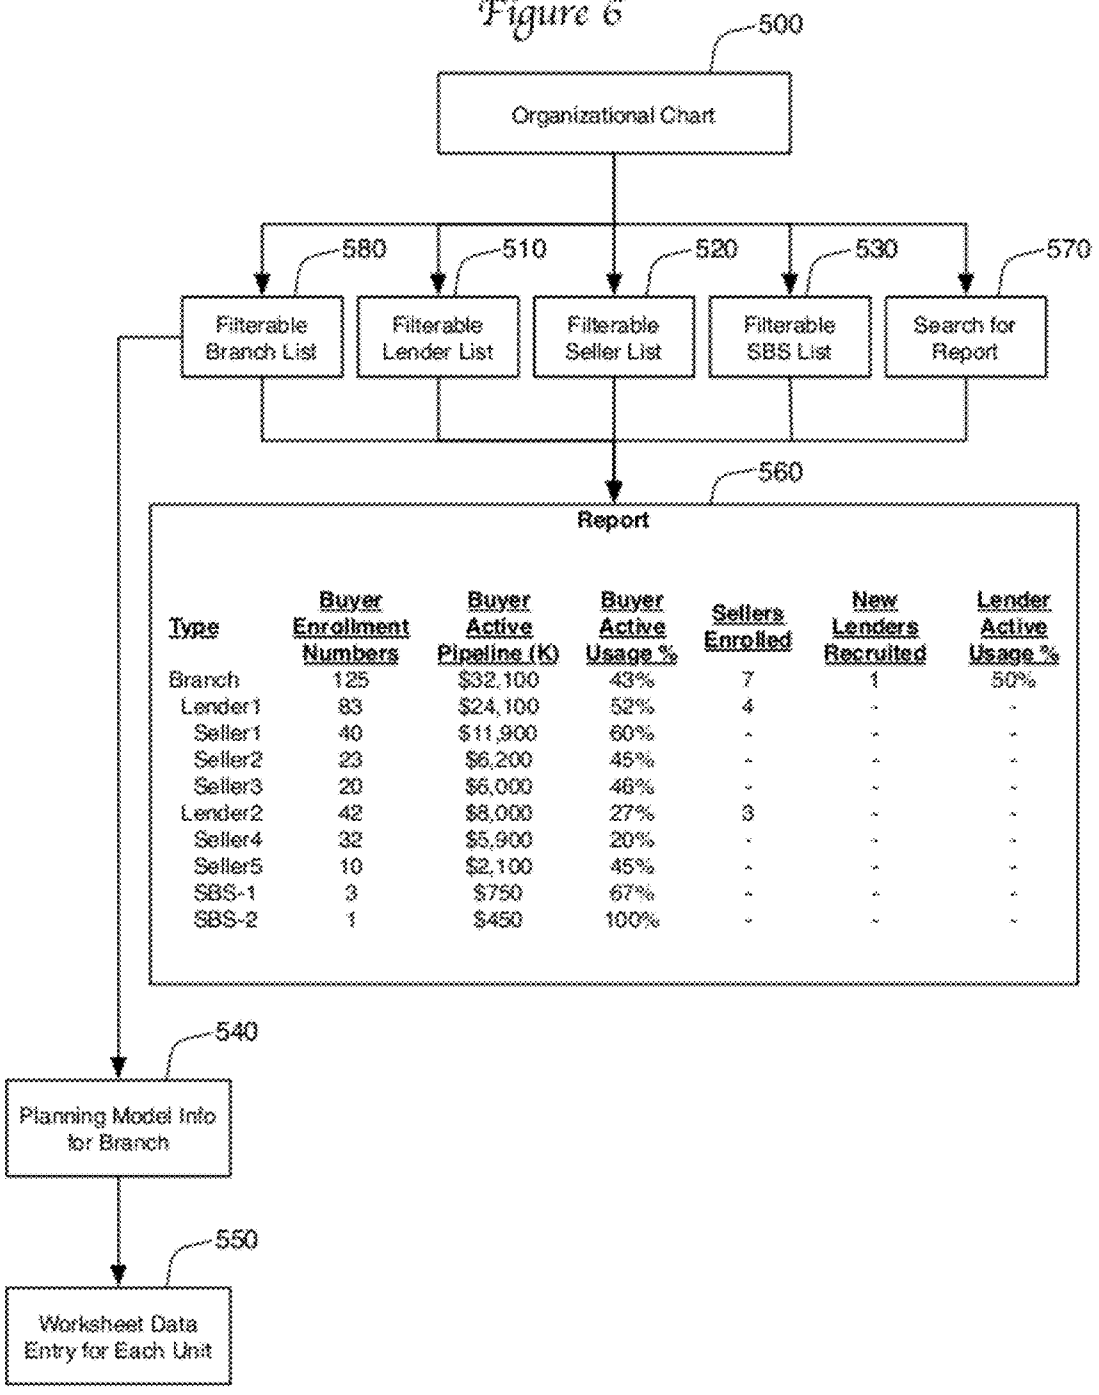 Figure 6
500
Organizational Chart
580
510
520
530
570
Filterable
Branch List
Filterable
Lender List
Filterable
Seller List
Filterable
SBS List
Search for
Report
560
Report
Type
Buyer
Enrollment
Numbers
Buyer
Active
Pipeline (K)
Buyer
Active
Usage %
Sellers
Enrolled
New
Lenders
Recruited
Lender
Active
Usage %
Branch 125 $32,100 43% 7 1 50%
Lender1 83 $24,100 52% 4 - -
Seller1 40 $11,900 60% - - -
Seller2 23 $6,200 45% - - -
Seller3 20 $6,000 46% - - -
Lender2 42 $8,000 27% 3 - -
Seller4 32 $5,900 20% - - -
Seller5 10 $2,100 45% - - -
SBS-1 3 $750 67% - - -
SBS-2 1 $450 100% - - -
540
Planning Model Info
for Branch
550
Worksheet Data
Entry for Each Unit